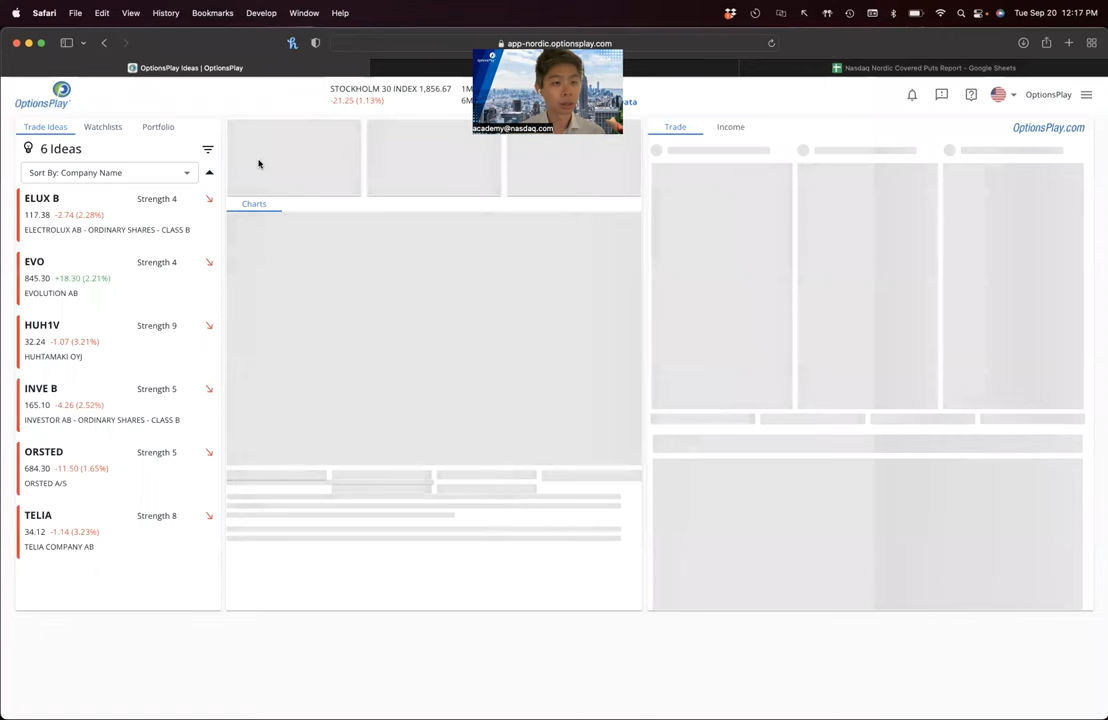 Safari File Edit View History Bookmarks Develop Window Help Tue Sep 20 12:17 PM
app-nordic.optionsplay.com
OptionsPlay Ideas | OptionsPlay
Nasdaq Nordic Covered Puts Report - Google Sheets
OptionsPlay
STOCKHOLM 30 INDEX 1,856.67
-21.25 (1.13%)
1M
6M
academy@nasdaq.com
OptionsPlay
Trade Ideas Watchlists Portfolio
6 Ideas
Sort By: Company Name
ELUX B Strength 4
117.38 -2.74 (2.28%)
ELECTROLUX AB - ORDINARY SHARES - CLASS B
EVO Strength 4
845.30 +18.30 (2.21%)
EVOLUTION AB
HUH1V Strength 9
32.24 -1.07 (3.21%)
HUHTAMAKI OYJ
INVE B Strength 5
165.10 -4.26 (2.52%)
INVESTOR AB - ORDINARY SHARES - CLASS B
ORSTED Strength 5
684.30 -11.50 (1.65%)
ORSTED A/S
TELIA Strength 8
34.12 -1.14 (3.23%)
TELIA COMPANY AB
Charts
Trade Income
OptionsPlay.com